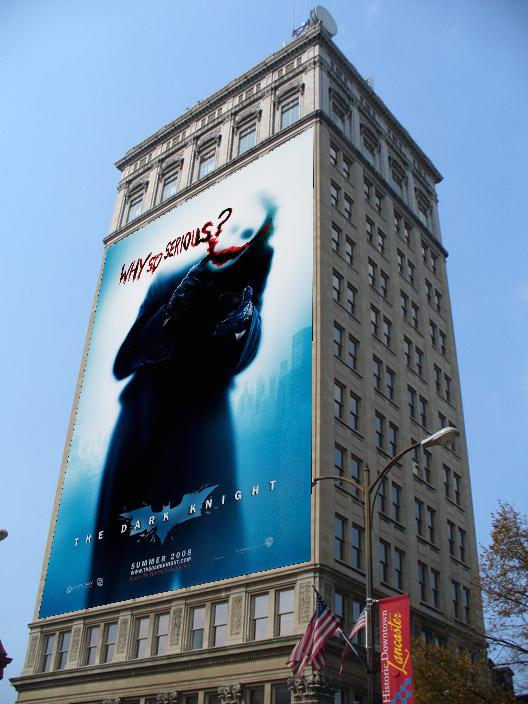 WHY SO SERIOUS?
THE DARK KNIGHT
SUMMER 2008
WWW.THEDARKKNIGHT.COM
Historic Downtown
Lancaster